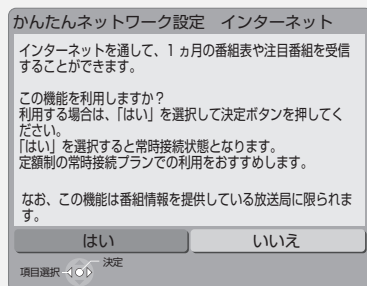 かんたんネットワーク設定　インターネット
インターネットを通して、１ヵ月の番組表や注目番組を受信
することができます。
この機能を利用しますか？
利用する場合は、「はい」を選択して決定ボタンを押してく
ださい。
「はい」を選択すると常時接続状態となります。
定額制の常時接続プランでの利用をおすすめします。
なお、この機能は番組情報を提供している放送局に限られま
す。
はい　いいえ
決定
項目選択